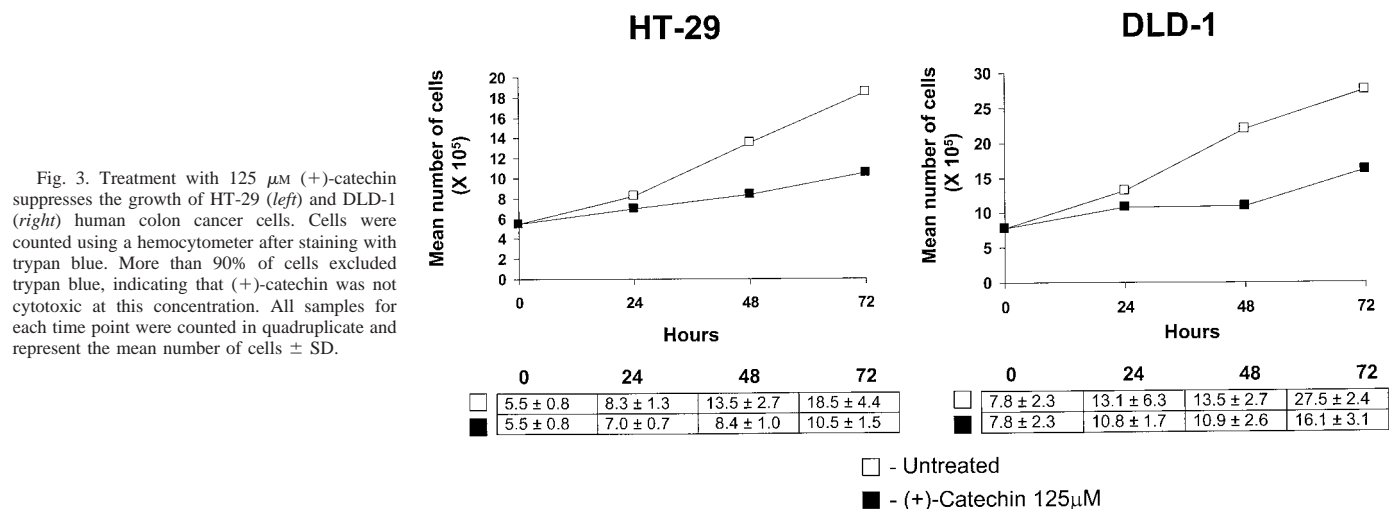 Fig. 3. Treatment with 125 μM (+)-catechin
suppresses the growth of HT-29 (left) and DLD-1
(right) human colon cancer cells. Cells were
counted using a hemocytometer after staining with
trypan blue. More than 90% of cells excluded
trypan blue, indicating that (+)-catechin was not
cytotoxic at this concentration. All samples for
each time point were counted in quadruplicate and
represent the mean number of cells ± SD.
HT-29
Mean number of cells
(X 10⁵)
20
18
16
14
12
10
8
6
4
2
0
0 24 48 72
Hours
0 24 48 72
5.5 ± 0.8 8.3 ± 1.3 13.5 ± 2.7 18.5 ± 4.4
5.5 ± 0.8 7.0 ± 0.7 8.4 ± 1.0 10.5 ± 1.5
DLD-1
Mean number of cells
(X 10⁵)
30
25
20
15
10
5
0
0 24 48 72
Hours
0 24 48 72
7.8 ± 2.3 13.1 ± 6.3 13.5 ± 2.7 27.5 ± 2.4
7.8 ± 2.3 10.8 ± 1.7 10.9 ± 2.6 16.1 ± 3.1
□ - Untreated
■ - (+)-Catechin 125μM